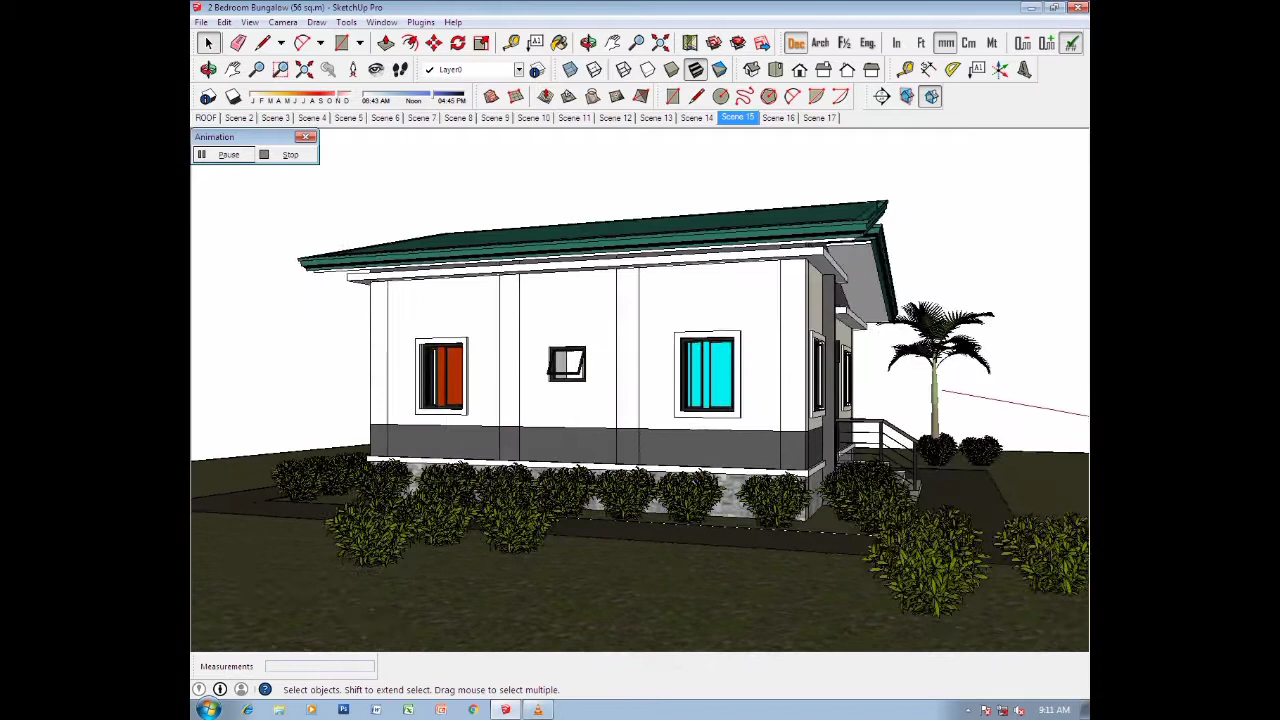 2 Bedroom Bungalow (56 sq.m) - SketchUp Pro
File Edit View Camera Draw Tools Window Plugins Help
A1 Doc Arch F½ Eng. In Ft mm Cm Mt
Layer0 A1
J F M A M J J A S O N D 06:43 AM Noon 04:45 PM
ROOF Scene 2 Scene 3 Scene 4 Scene 5 Scene 6 Scene 7 Scene 8 Scene 9 Scene 10 Scene 11 Scene 12 Scene 13 Scene 14 Scene 15 Scene 16 Scene 17
Animation
Pause Stop
Measurements
Select objects. Shift to extend select. Drag mouse to select multiple.
9:11 AM